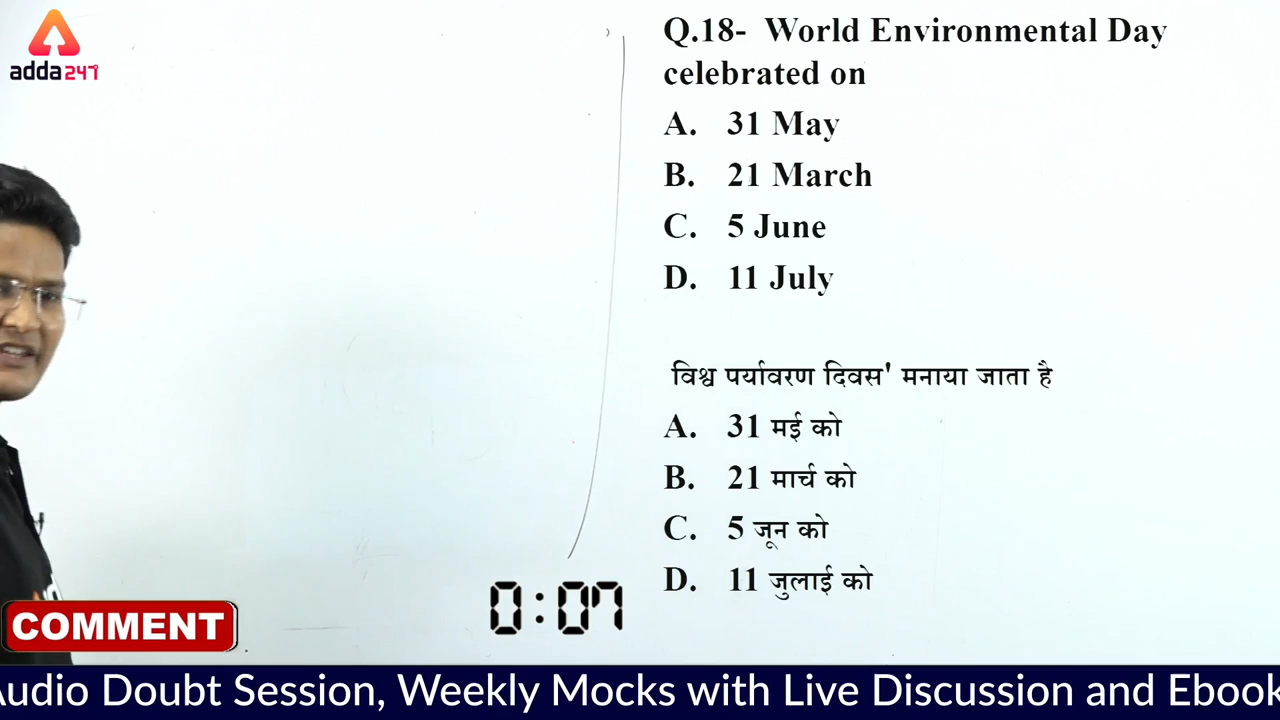 adda247
Q.18- World Environmental Day
celebrated on
A. 31 May
B. 21 March
C. 5 June
D. 11 July
विश्व पर्यावरण दिवस' मनाया जाता है
A. 31 मई को
B. 21 मार्च को
C. 5 जून को
D. 11 जुलाई को
0:07
COMMENT
Audio Doubt Session, Weekly Mocks with Live Discussion and Ebook